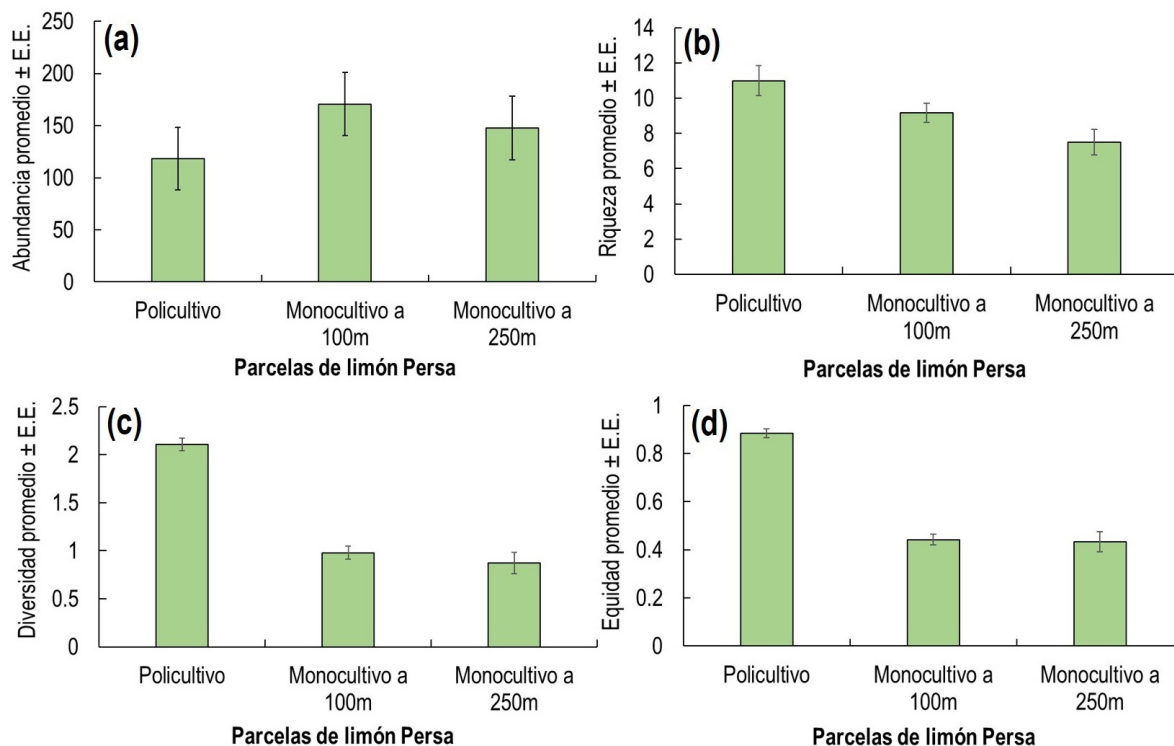 (a)
Abundancia promedio ± E.E.
250
200
150
100
50
0
Policultivo
Monocultivo a
100m
Monocultivo a
250m
Parcelas de limón Persa
(b)
Riqueza promedio ± E.E.
14
12
10
8
6
4
2
0
Policultivo
Monocultivo a
100m
Monocultivo a
250m
Parcelas de limón Persa
(c)
Diversidad promedio ± E.E.
2.5
2
1.5
1
0.5
0
Policultivo
Monocultivo a
100m
Monocultivo a
250m
Parcelas de limón Persa
(d)
Equidad promedio ± E.E.
1
0.8
0.6
0.4
0.2
0
Policultivo
Monocultivo a
100m
Monocultivo a
250m
Parcelas de limón Persa